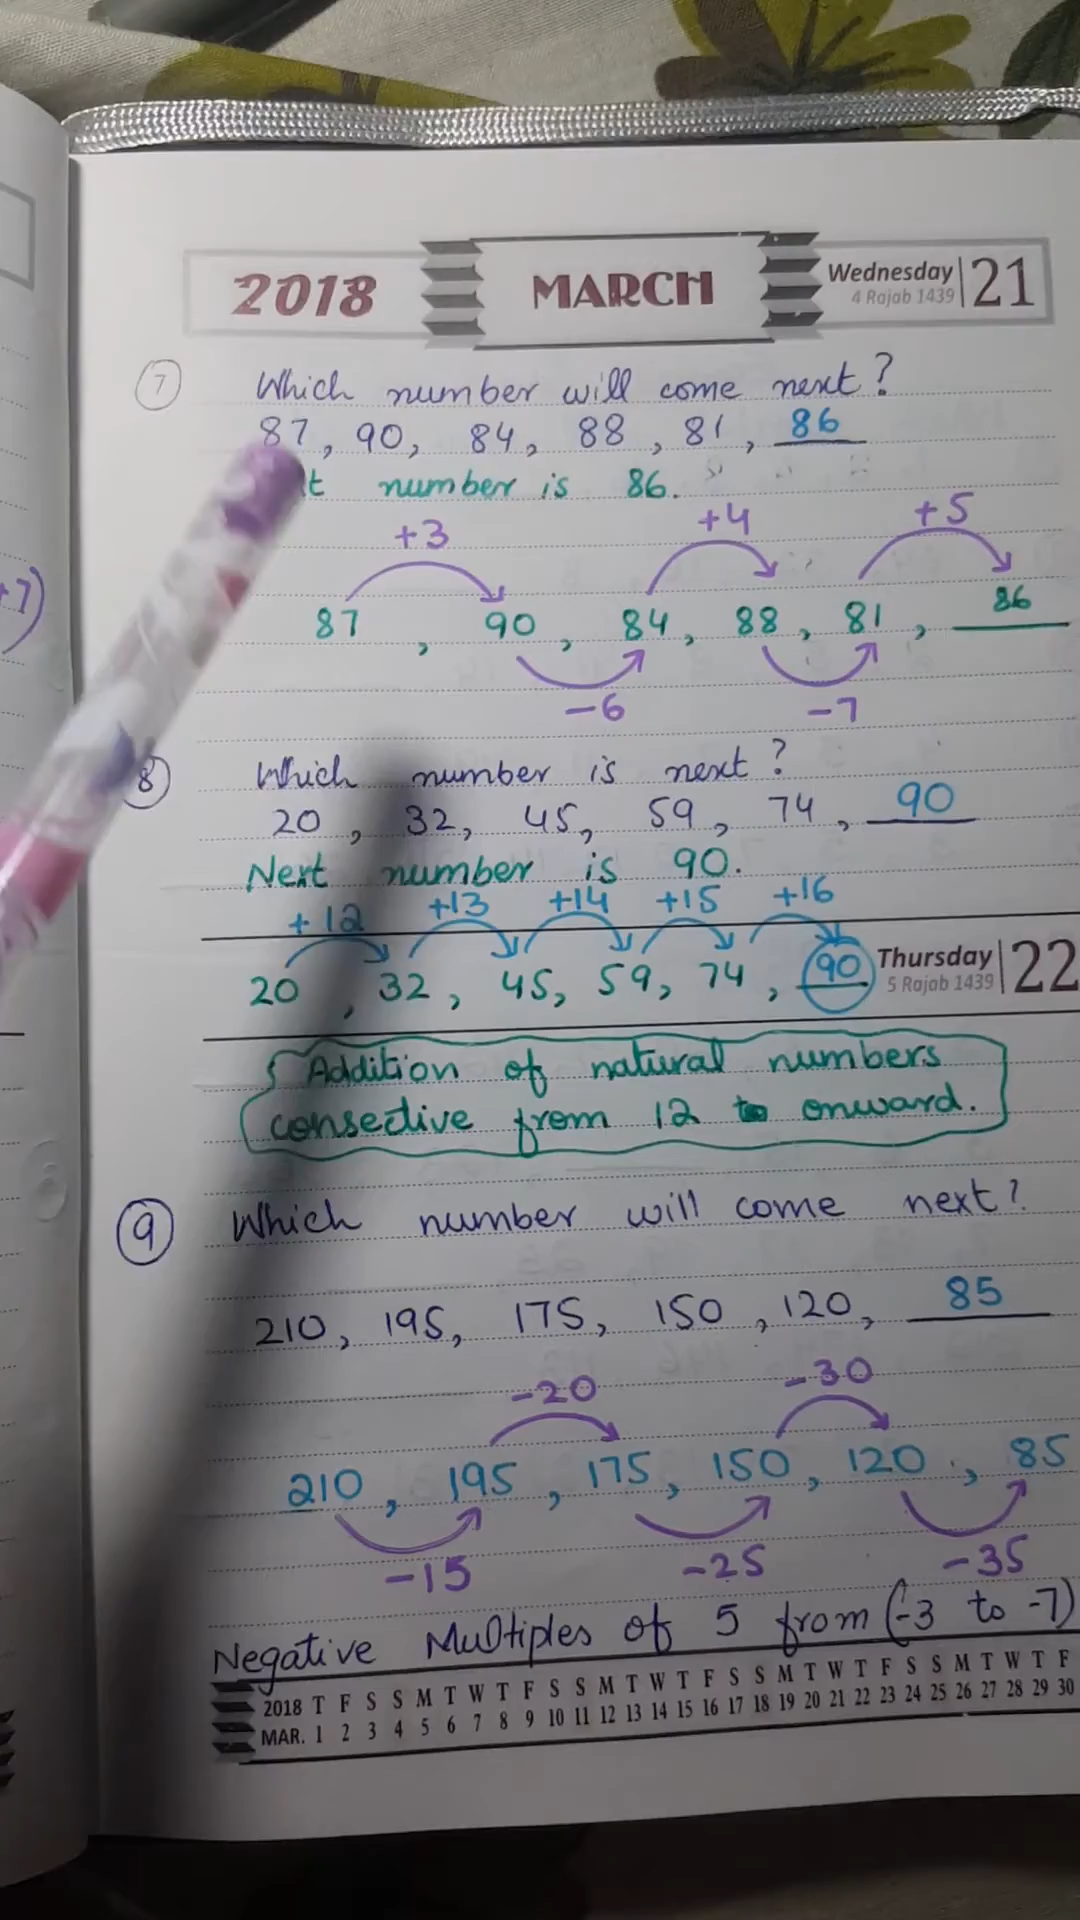 2018 MARCH Wednesday 21
4 Rajab 1439
7 Which number will come next?
87, 90, 84, 88, 81, 86
t number is 86.
+3 +4 +5
87, 90, 84, 88, 81, 86
-6 -7
+7)
8 Which number is next?
20, 32, 45, 59, 74, 90
Next number is 90.
+12 +13 +14 +15 +16
20, 32, 45, 59, 74, 90
Thursday 22
5 Rajab 1439
Addition of natural numbers
consective from 12 to onward.
9 Which number will come next?
210, 195, 175, 150, 120, 85
-20 -30
210, 195, 175, 150, 120, 85
-15 -25 -35
Negative Multiples of 5 from (-3 to -7)
2018 T F S S M T W T F S S M T W T F S S M T W T F S S M T W T F
MAR. 1 2 3 4 5 6 7 8 9 10 11 12 13 14 15 16 17 18 19 20 21 22 23 24 25 26 27 28 29 30